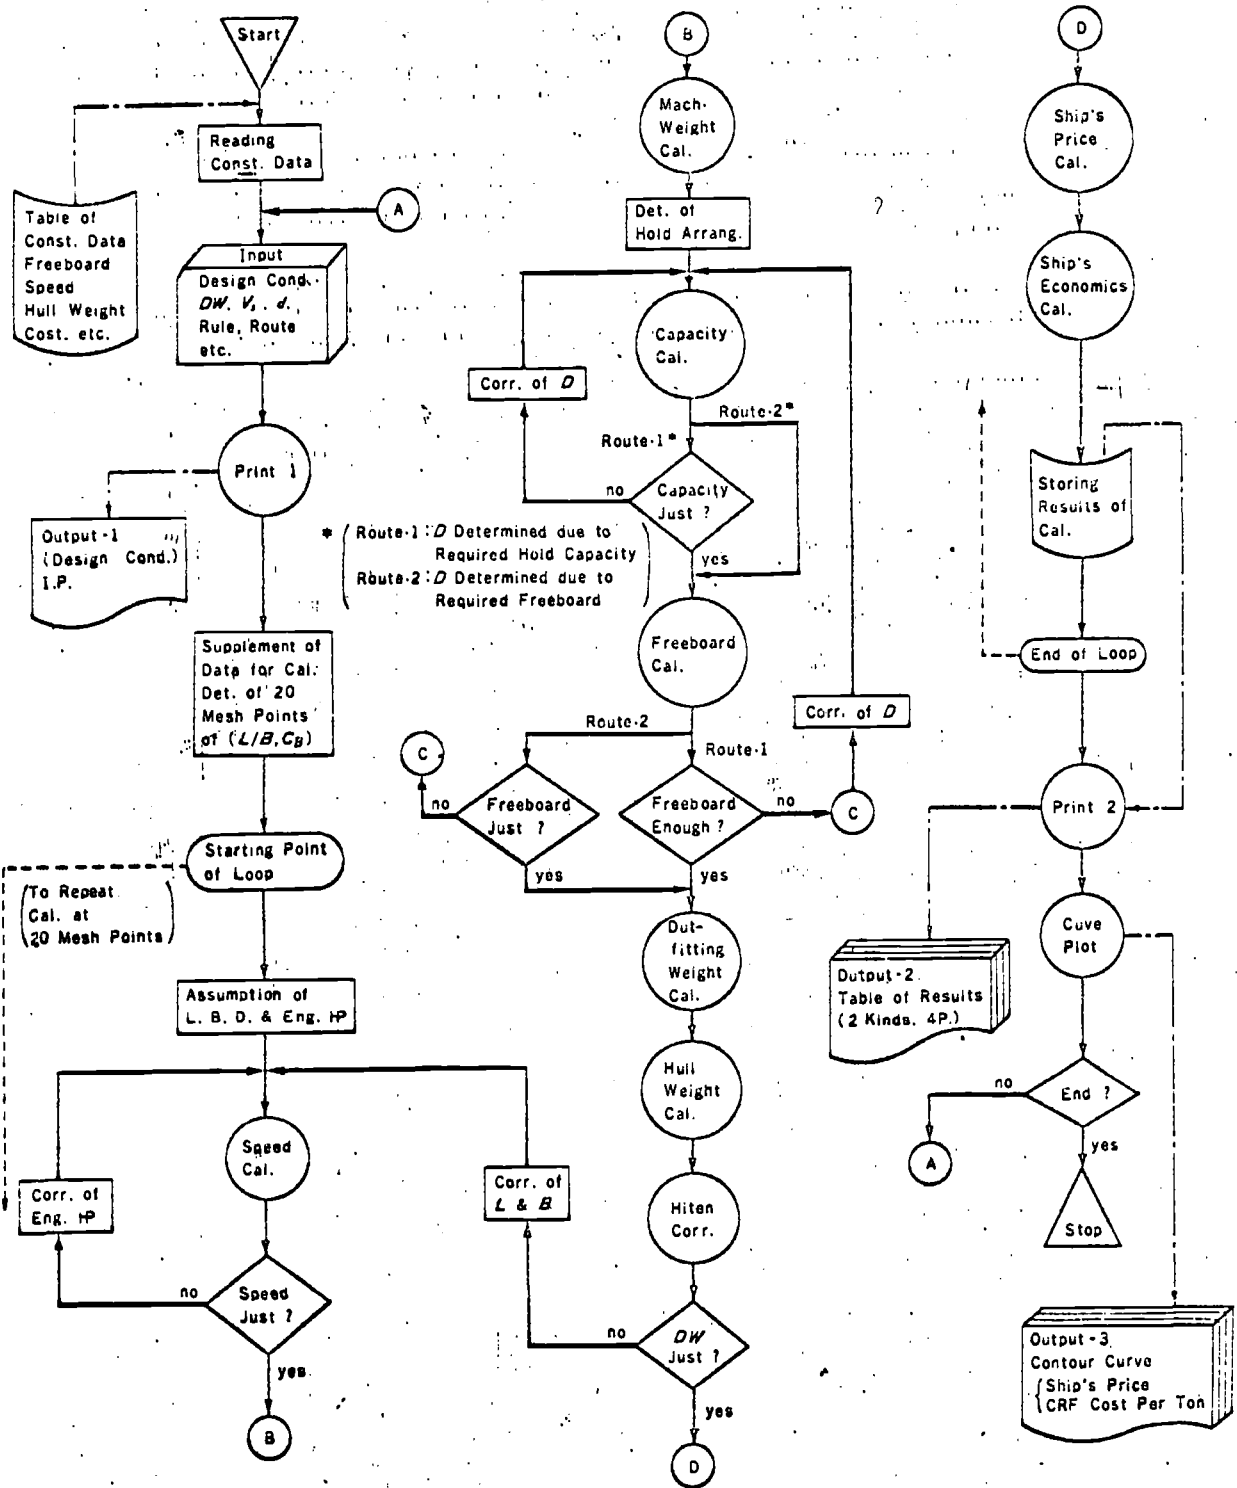 Start
Reading
Const. Data
A
Table of
Const. Data
Freeboard
Speed
Hull Weight
Cost. etc.
Input
Design Cond.
DW. Vs. d.,
Rule, Route
etc.
Print 1
Output-1
(Design Cond.)
I.P.
Supplement of
Data for Cal.
Det. of 20
Mesh Points
of (L/B, CB)
Starting Point
of Loop
(To Repeat
Cal. at
20 Mesh Points)
Assumption of
L. B. D. & Eng. HP
Speed
Cal.
Corr. of
Eng. HP
no
Speed
Just ?
yes
B
B
Mach-
Weight
Cal.
Det. of
Hold Arrang.
Capacity
Cal.
Corr. of D
Route-2*
Route-1*
no
Capacity
Just ?
yes
* (Route-1: D Determined due to
Required Hold Capacity
Route-2: D Determined due to
Required Freeboard)
Freeboard
Cal.
Corr. of D
Route-2
Route-1
C
no
Freeboard
Just ?
yes
Freeboard
Enough ?
no
C
yes
Out-
fitting
Weight
Cal.
Hull
Weight
Cal.
Corr. of
L & B
Hiten
Corr.
no
DW
Just ?
yes
D
D
Ship's
Price
Cal.
Ship's
Economics
Cal.
Storing
Results of
Cal.
End of Loop
Print 2
Cuve
Plot
Output-2
Table of Results
(2 Kinds. 4P.)
no
End ?
yes
A
Stop
Output-3
Contour Curve
{Ship's Price
CRF Cost Per Ton